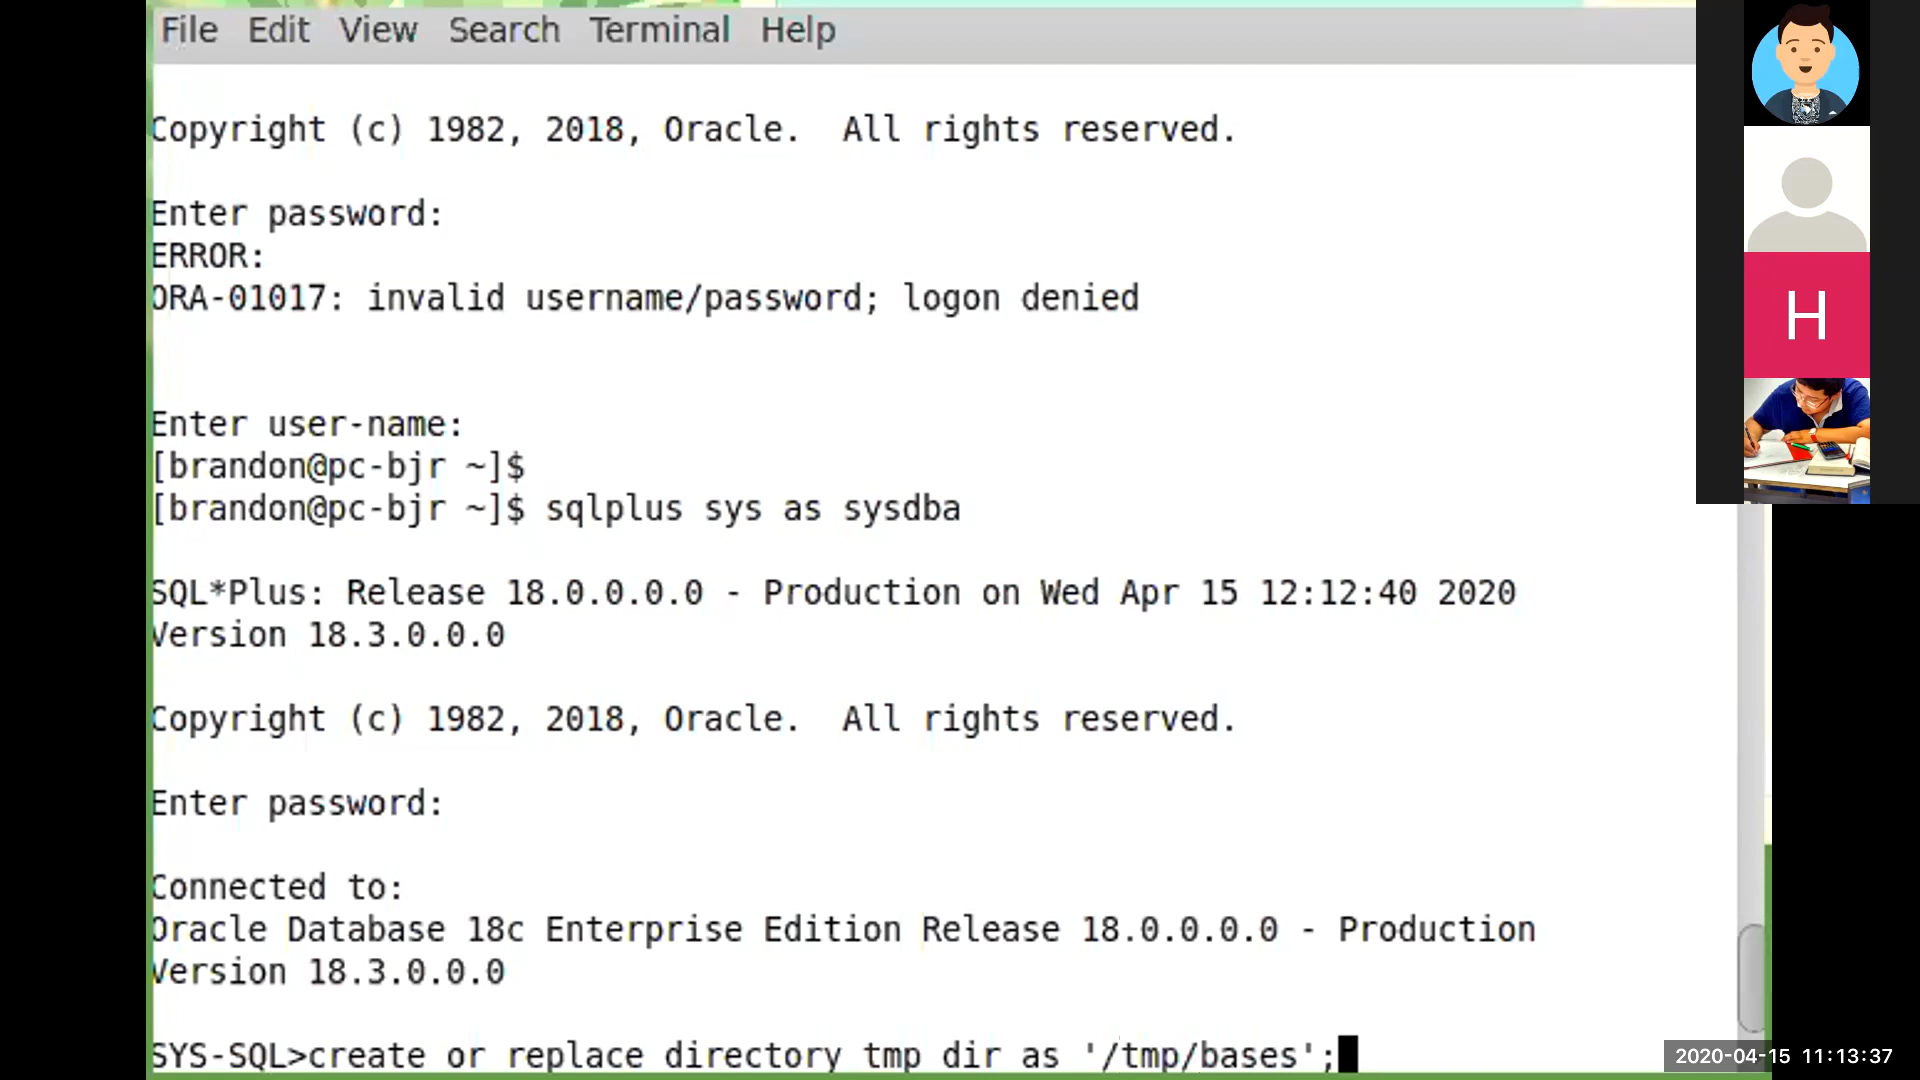 File Edit View Search Terminal Help
Copyright (c) 1982, 2018, Oracle.  All rights reserved.
Enter password:
ERROR:
ORA-01017: invalid username/password; logon denied
Enter user-name:
[brandon@pc-bjr ~]$
[brandon@pc-bjr ~]$ sqlplus sys as sysdba
SQL*Plus: Release 18.0.0.0.0 - Production on Wed Apr 15 12:12:40 2020
Version 18.3.0.0.0
Copyright (c) 1982, 2018, Oracle.  All rights reserved.
Enter password:
Connected to:
Oracle Database 18c Enterprise Edition Release 18.0.0.0.0 - Production
Version 18.3.0.0.0
SYS-SQL>create or replace directory tmp dir as '/tmp/bases';
H
2020-04-15 11:13:37